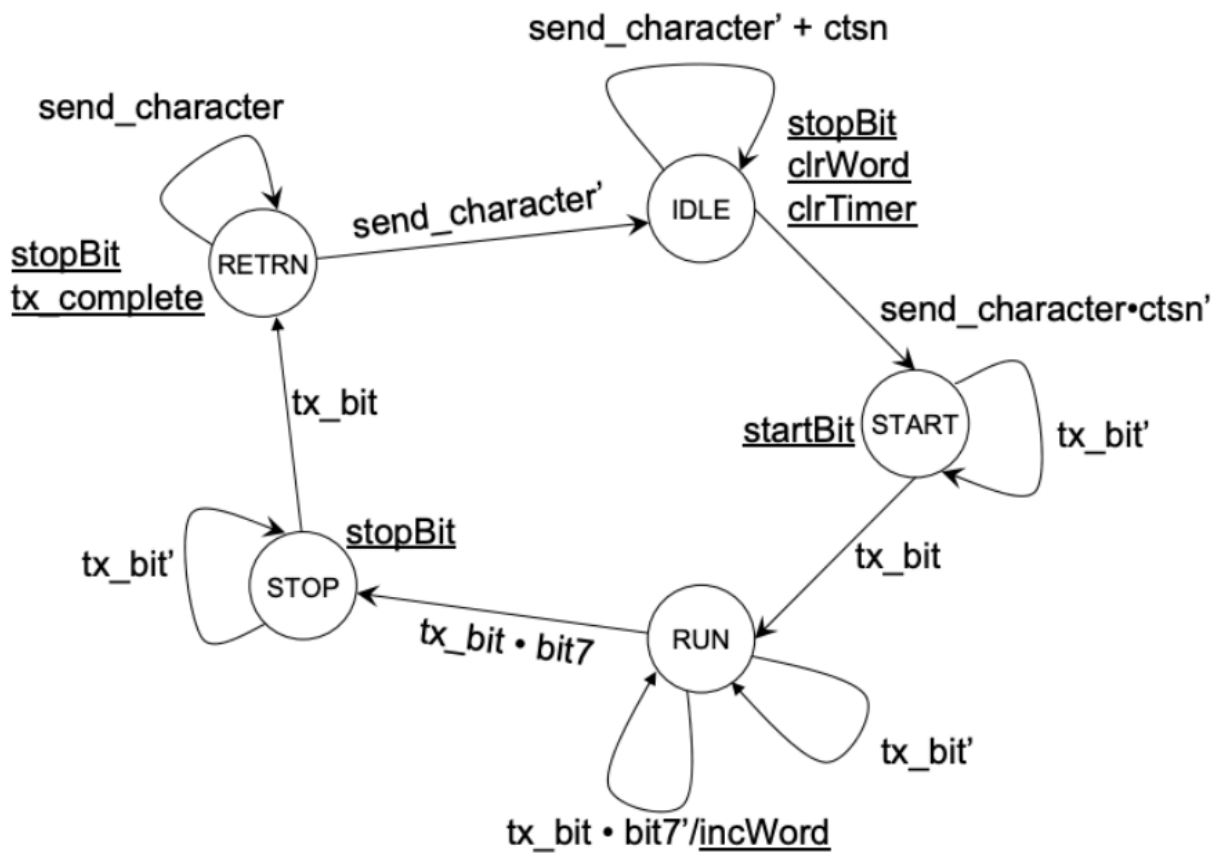 send_character’ + ctsn
send_character
stopBit
clrWord
clrTimer
IDLE
send_character’
RETRN
stopBit
tx_complete
send_character•ctsn’
tx_bit
startBit
START
tx_bit’
stopBit
tx_bit’
STOP
tx_bit
tx_bit • bit7
RUN
tx_bit’
tx_bit • bit7’/incWord